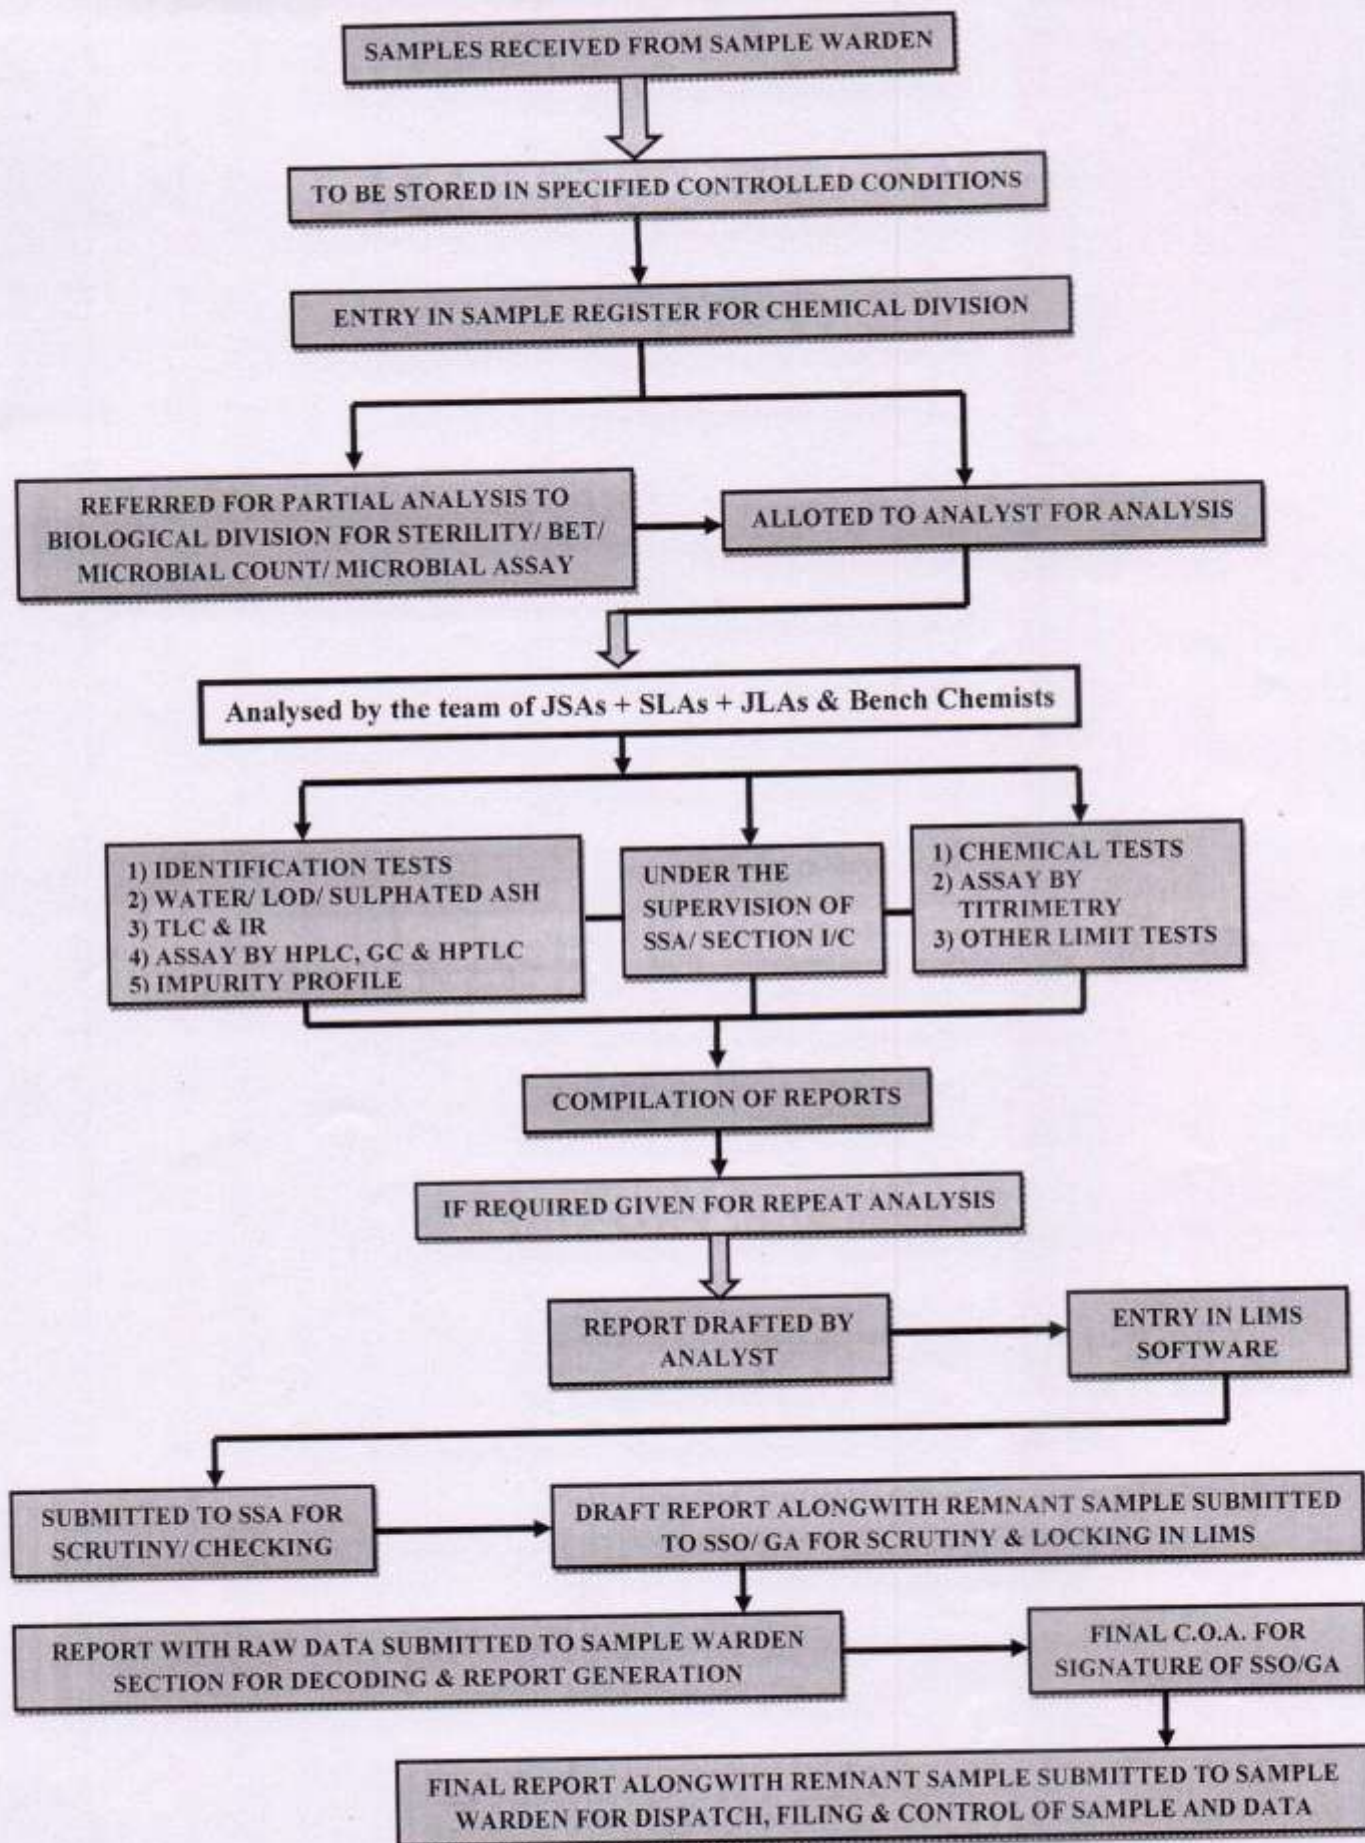 SAMPLES RECEIVED FROM SAMPLE WARDEN
TO BE STORED IN SPECIFIED CONTROLLED CONDITIONS
ENTRY IN SAMPLE REGISTER FOR CHEMICAL DIVISION
REFERRED FOR PARTIAL ANALYSIS TO
BIOLOGICAL DIVISION FOR STERILITY/ BET/
MICROBIAL COUNT/ MICROBIAL ASSAY
ALLOTED TO ANALYST FOR ANALYSIS
Analysed by the team of JSAs + SLAs + JLAs & Bench Chemists
1) IDENTIFICATION TESTS
2) WATER/ LOD/ SULPHATED ASH
3) TLC & IR
4) ASSAY BY HPLC, GC & HPTLC
5) IMPURITY PROFILE
UNDER THE
SUPERVISION OF
SSA/ SECTION I/C
1) CHEMICAL TESTS
2) ASSAY BY
TITRIMETRY
3) OTHER LIMIT TESTS
COMPILATION OF REPORTS
IF REQUIRED GIVEN FOR REPEAT ANALYSIS
REPORT DRAFTED BY
ANALYST
ENTRY IN LIMS
SOFTWARE
SUBMITTED TO SSA FOR
SCRUTINY/ CHECKING
DRAFT REPORT ALONGWITH REMNANT SAMPLE SUBMITTED
TO SSO/ GA FOR SCRUTINY & LOCKING IN LIMS
REPORT WITH RAW DATA SUBMITTED TO SAMPLE WARDEN
SECTION FOR DECODING & REPORT GENERATION
FINAL C.O.A. FOR
SIGNATURE OF SSO/GA
FINAL REPORT ALONGWITH REMNANT SAMPLE SUBMITTED TO SAMPLE
WARDEN FOR DISPATCH, FILING & CONTROL OF SAMPLE AND DATA